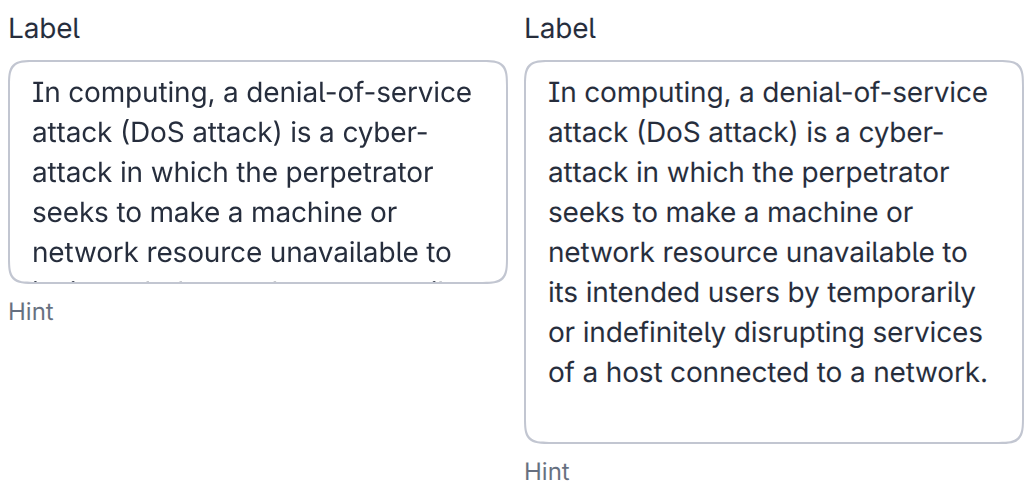 Label
In computing, a denial-of-service
attack (DoS attack) is a cyber-
attack in which the perpetrator
seeks to make a machine or
network resource unavailable to
Hint
Label
In computing, a denial-of-service
attack (DoS attack) is a cyber-
attack in which the perpetrator
seeks to make a machine or
network resource unavailable to
its intended users by temporarily
or indefinitely disrupting services
of a host connected to a network.
Hint